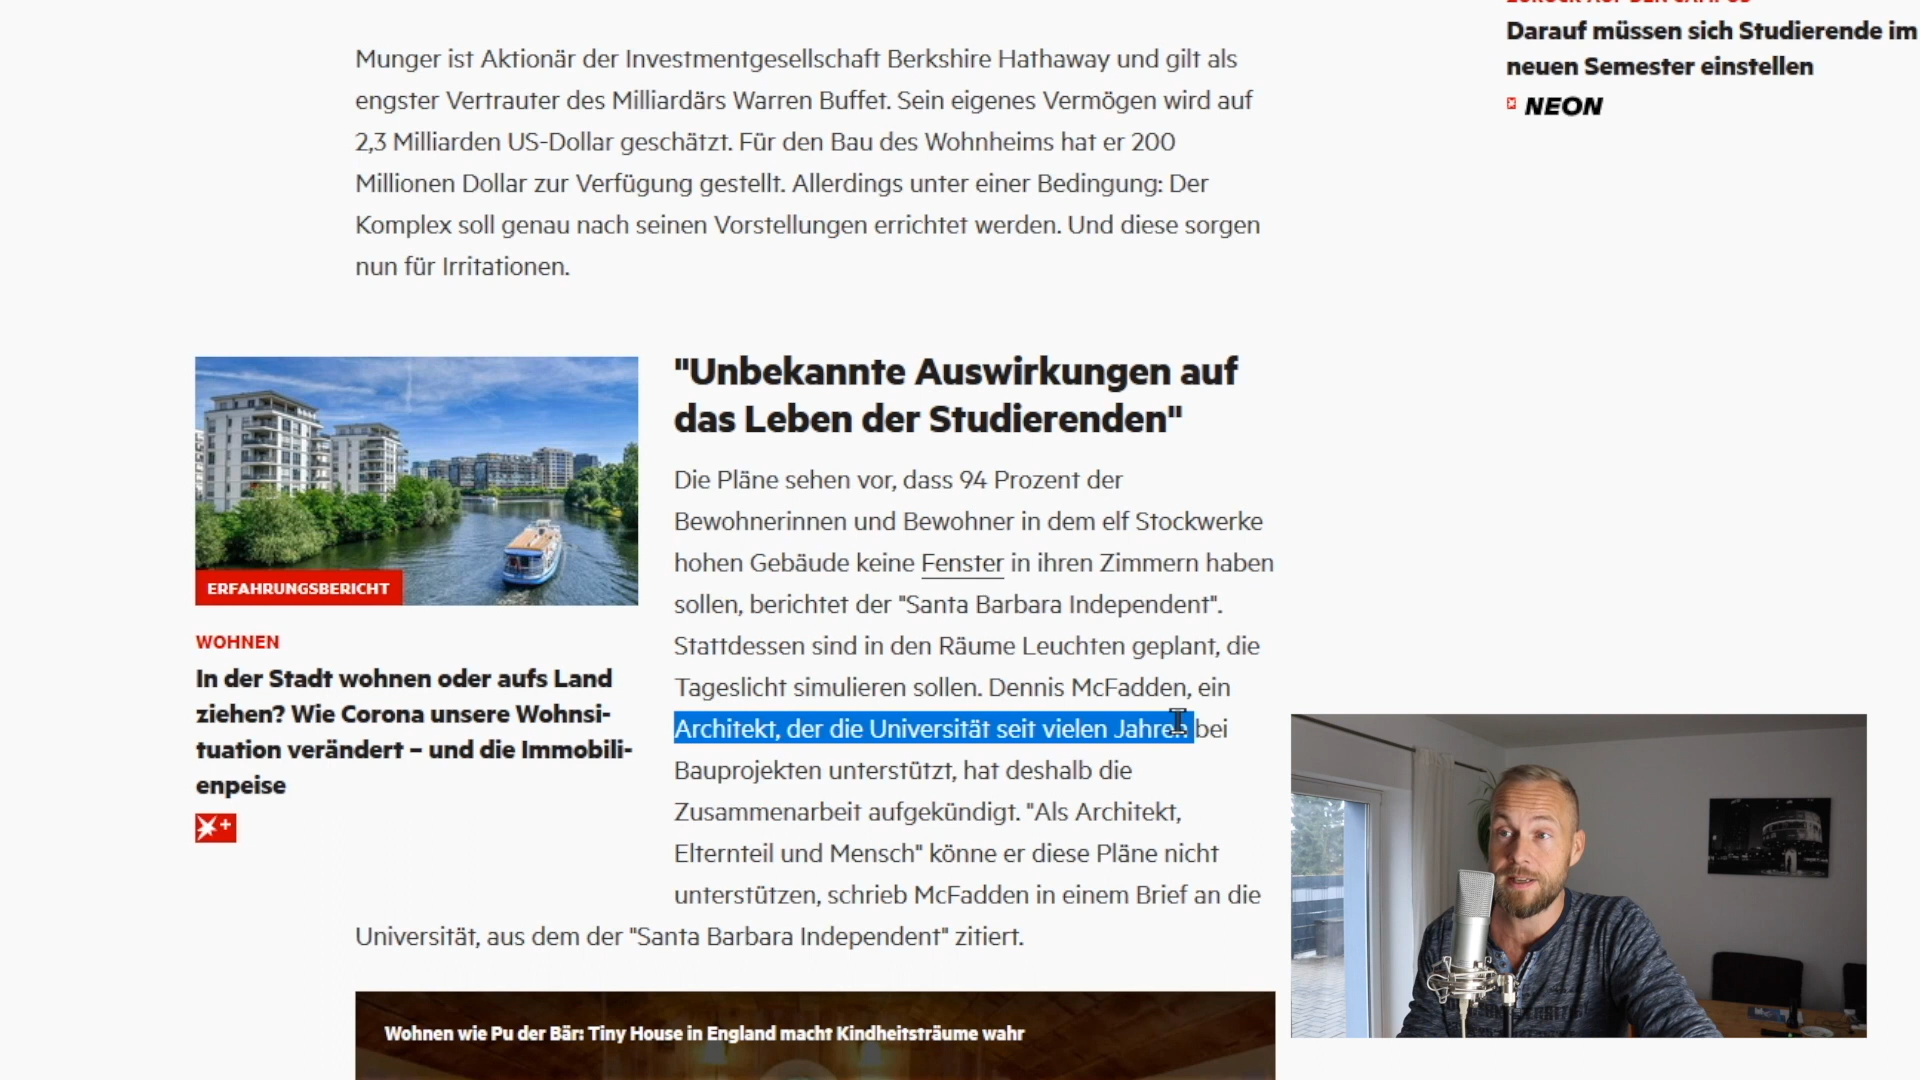 Darauf müssen sich Studierende im
neuen Semester einstellen
NEON
Munger ist Aktionär der Investmentgesellschaft Berkshire Hathaway und gilt als
engster Vertrauter des Milliardärs Warren Buffet. Sein eigenes Vermögen wird auf
2,3 Milliarden US-Dollar geschätzt. Für den Bau des Wohnheims hat er 200
Millionen Dollar zur Verfügung gestellt. Allerdings unter einer Bedingung: Der
Komplex soll genau nach seinen Vorstellungen errichtet werden. Und diese sorgen
nun für Irritationen.
ERFAHRUNGSBERICHT
WOHNEN
In der Stadt wohnen oder aufs Land
ziehen? Wie Corona unsere Wohnsi-
tuation verändert – und die Immobili-
enpeise
"Unbekannte Auswirkungen auf
das Leben der Studierenden"
Die Pläne sehen vor, dass 94 Prozent der
Bewohnerinnen und Bewohner in dem elf Stockwerke
hohen Gebäude keine Fenster in ihren Zimmern haben
sollen, berichtet der "Santa Barbara Independent".
Stattdessen sind in den Räume Leuchten geplant, die
Tageslicht simulieren sollen. Dennis McFadden, ein
Architekt, der die Universität seit vielen Jahren bei
Bauprojekten unterstützt, hat deshalb die
Zusammenarbeit aufgekündigt. "Als Architekt,
Elternteil und Mensch" könne er diese Pläne nicht
unterstützen, schrieb McFadden in einem Brief an die
Universität, aus dem der "Santa Barbara Independent" zitiert.
Wohnen wie Pu der Bär: Tiny House in England macht Kindheitsträume wahr